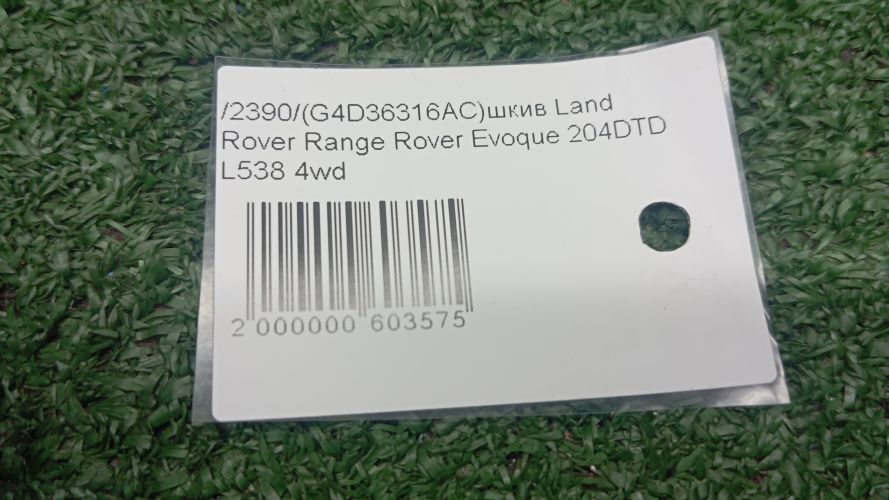 /2390/(G4D36316AC)шкив Land
Rover Range Rover Evoque 204DTD
L538 4wd
2 000000 603575